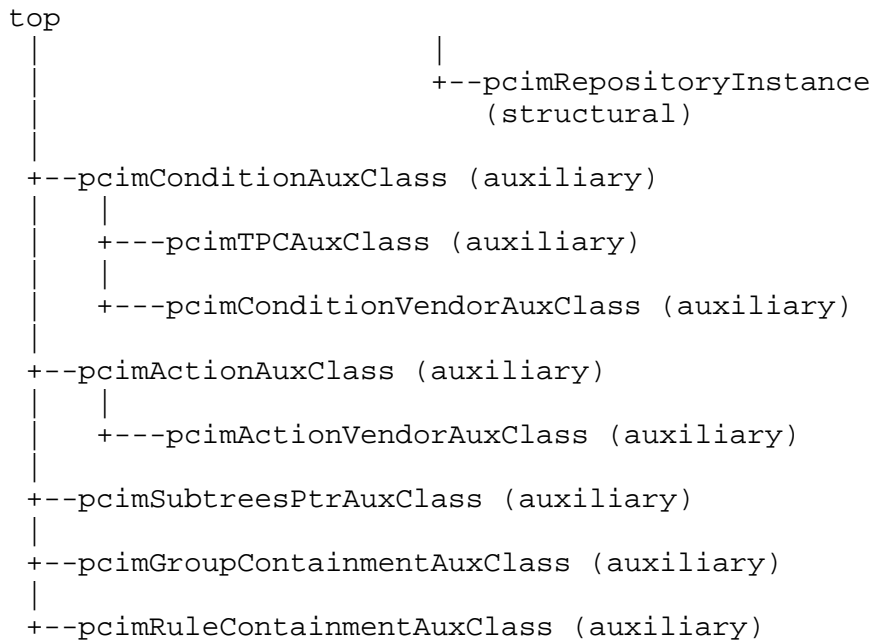 top
 |                        |
 |                        +--pcimRepositoryInstance
 |                           (structural)
 |
 +--pcimConditionAuxClass (auxiliary)
 |   |
 |   +---pcimTPCAuxClass (auxiliary)
 |   |
 |   +---pcimConditionVendorAuxClass (auxiliary)
 |
 +--pcimActionAuxClass (auxiliary)
 |   |
 |   +---pcimActionVendorAuxClass (auxiliary)
 |
 +--pcimSubtreesPtrAuxClass (auxiliary)
 |
 +--pcimGroupContainmentAuxClass (auxiliary)
 |
 +--pcimRuleContainmentAuxClass (auxiliary)